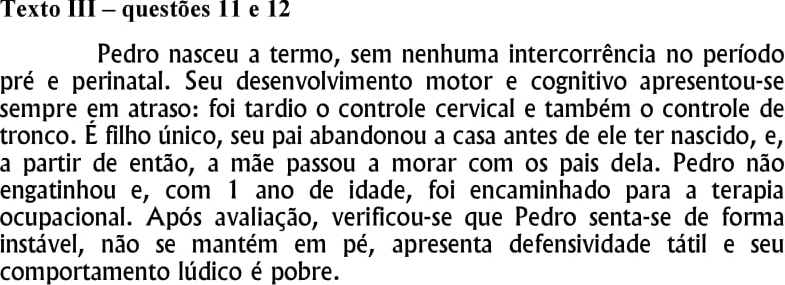 Texto III – questões 11 e 12
Pedro nasceu a termo, sem nenhuma intercorrência no período
pré e perinatal. Seu desenvolvimento motor e cognitivo apresentou-se
sempre em atraso: foi tardio o controle cervical e também o controle de
tronco. É filho único, seu pai abandonou a casa antes de ele ter nascido, e,
a partir de então, a mãe passou a morar com os pais dela. Pedro não
engatinhou e, com 1 ano de idade, foi encaminhado para a terapia
ocupacional. Após avaliação, verificou-se que Pedro senta-se de forma
instável, não se mantém em pé, apresenta defensividade tátil e seu
comportamento lúdico é pobre.